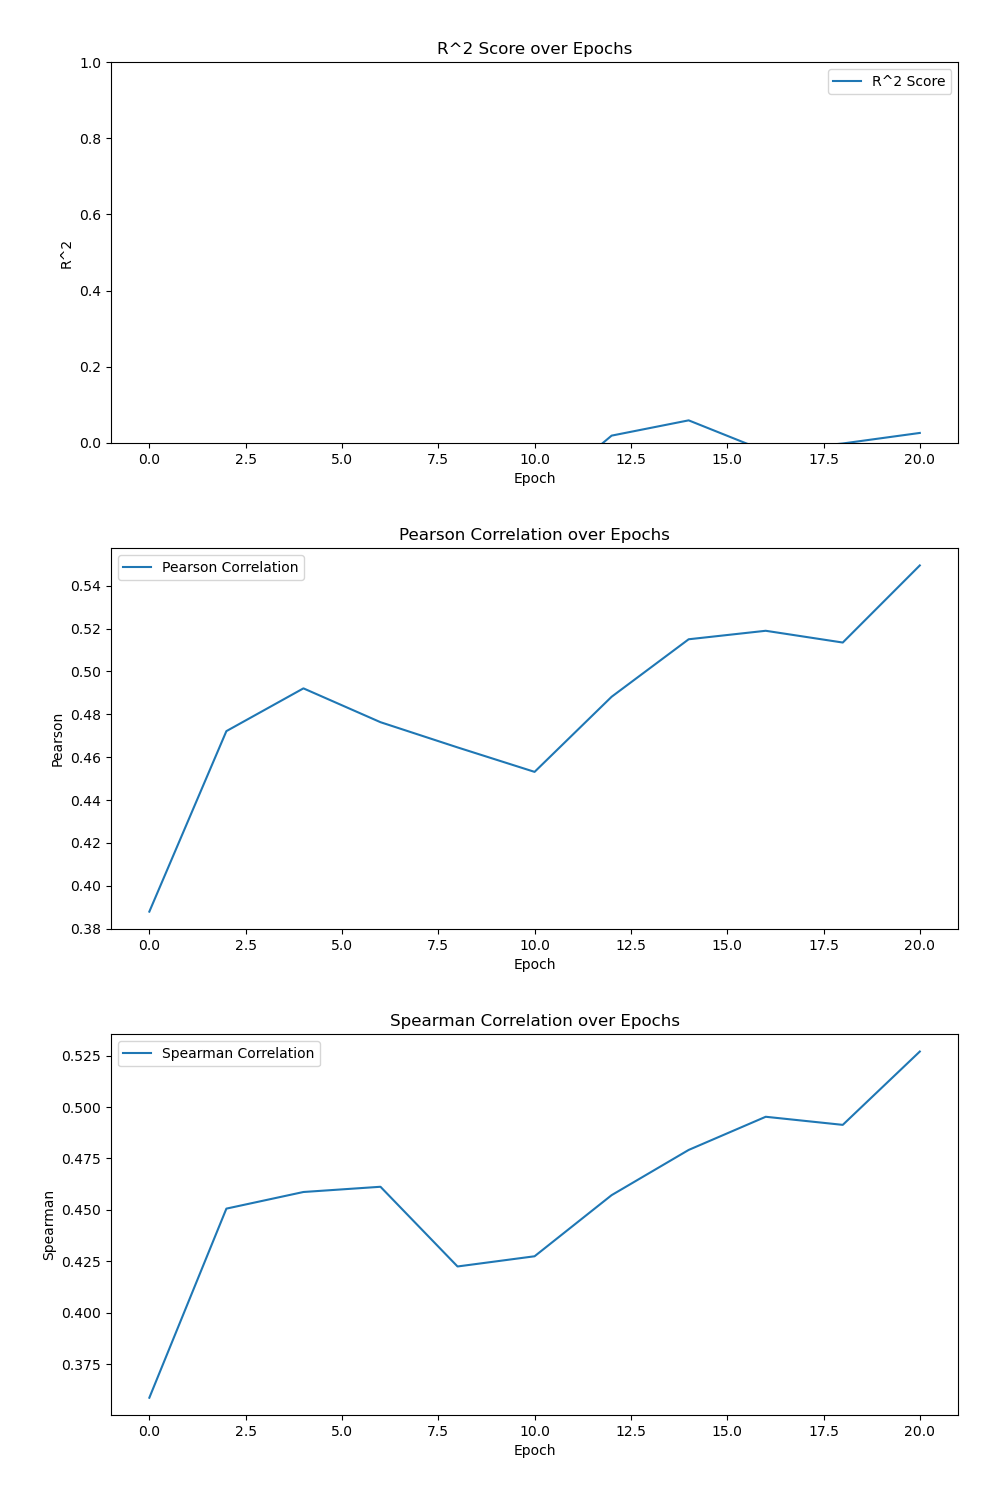 R^2 Score over Epochs
1.0
R^2 Score
0.8
0.6
R^2
0.4
0.2
0.0
0.0 2.5 5.0 7.5 10.0 12.5 15.0 17.5 20.0
Epoch
Pearson Correlation over Epochs
Pearson Correlation
0.54
0.52
0.50
0.48
Pearson
0.46
0.44
0.42
0.40
0.38
0.0 2.5 5.0 7.5 10.0 12.5 15.0 17.5 20.0
Epoch
Spearman Correlation over Epochs
Spearman Correlation
0.525
0.500
0.475
0.450
Spearman
0.425
0.400
0.375
0.0 2.5 5.0 7.5 10.0 12.5 15.0 17.5 20.0
Epoch